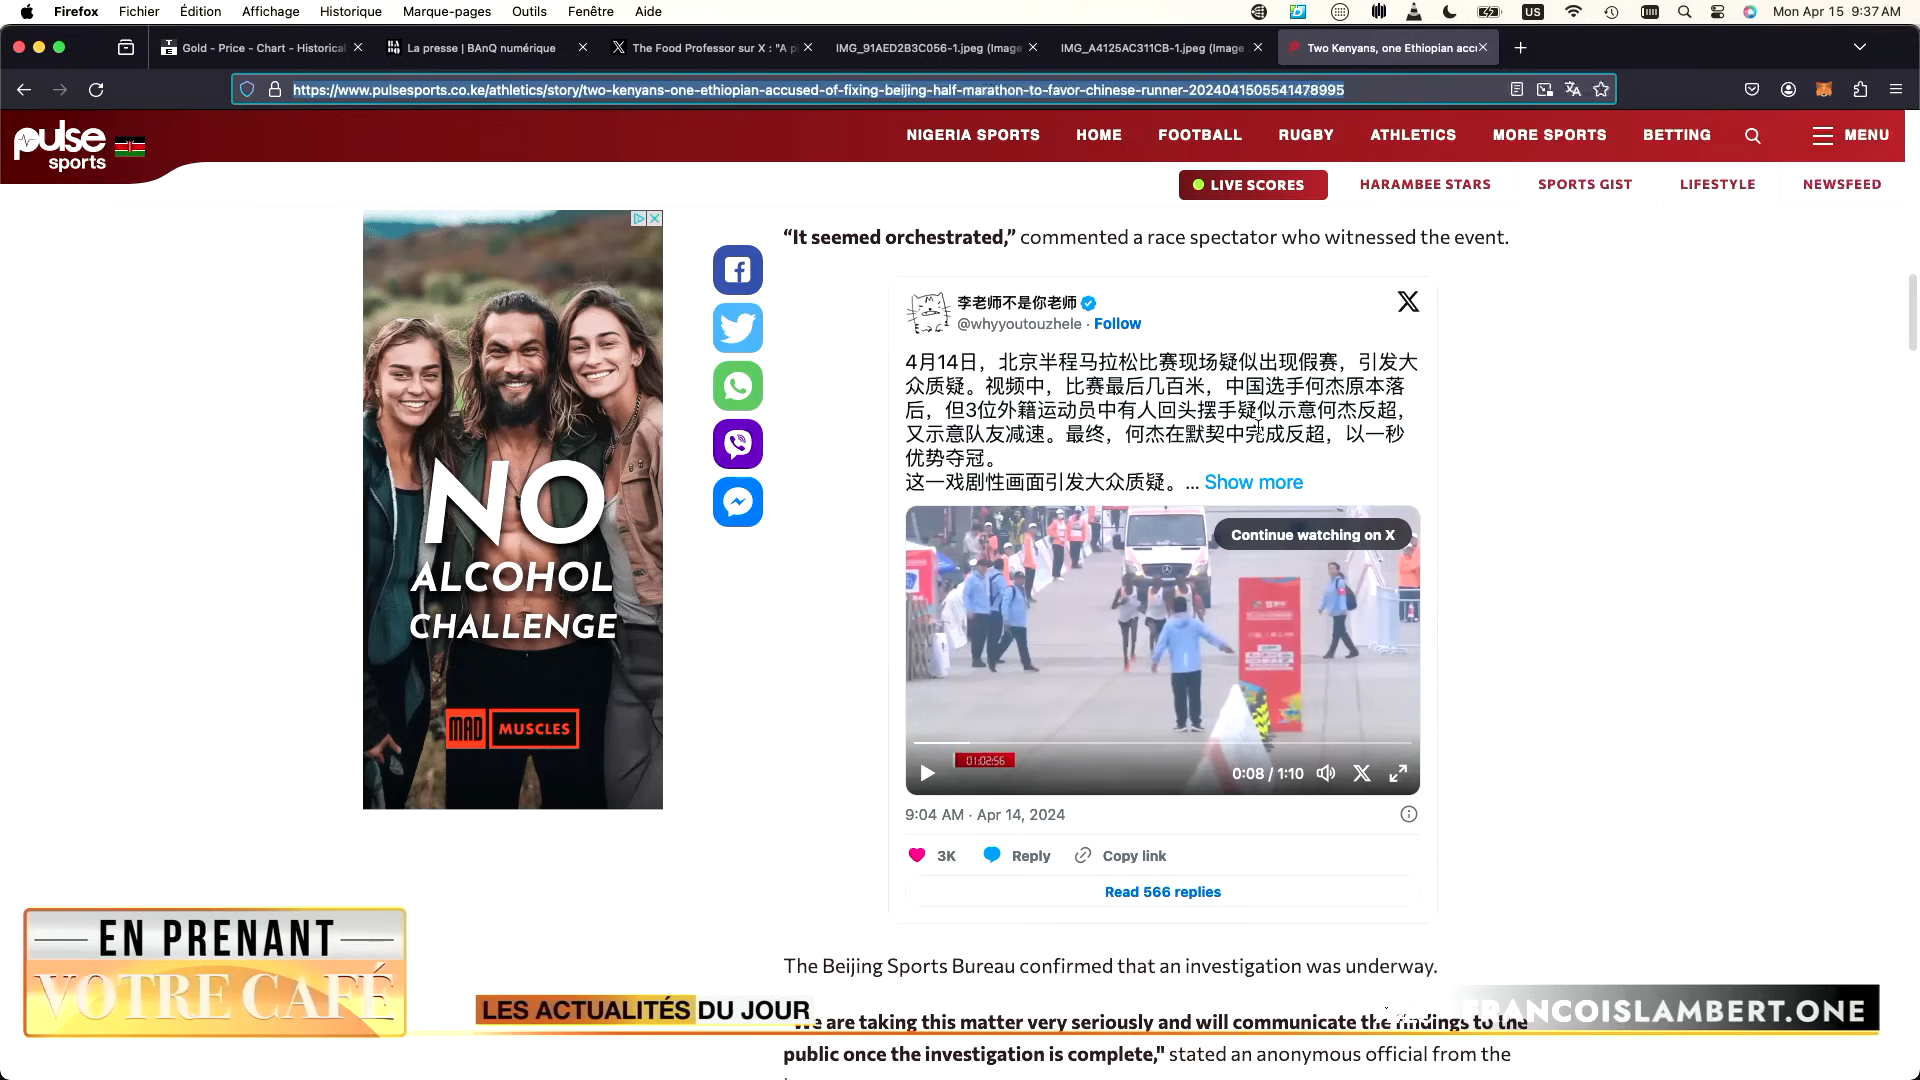 Firefox Fichier Édition Affichage Historique Marque-pages Outils Fenêtre Aide US Mon Apr 15 9:37 AM
Gold - Price - Chart - Historical La presse | BAnQ numérique The Food Professor sur X : "A p IMG_91AED2B3C056-1.jpeg (Image IMG_A4125AC311CB-1.jpeg (Image Two Kenyans, one Ethiopian accu
https://www.pulsesports.co.ke/athletics/story/two-kenyans-one-ethiopian-accused-of-fixing-beijing-half-marathon-to-favor-chinese-runner-2024041505541478995
pulse
sports
NIGERIA SPORTS HOME FOOTBALL RUGBY ATHLETICS MORE SPORTS BETTING MENU
LIVE SCORES HARAMBEE STARS SPORTS GIST LIFESTYLE NEWSFEED
“It seemed orchestrated,” commented a race spectator who witnessed the event.
李老师不是你老师
@whyyoutouzhele · Follow
4月14日，北京半程马拉松比赛现场疑似出现假赛，引发大
众质疑。视频中，比赛最后几百米，中国选手何杰原本落
后，但3位外籍运动员中有人回头摆手疑似示意何杰反超，
又示意队友减速。最终，何杰在默契中完成反超，以一秒
优势夺冠。
这一戏剧性画面引发大众质疑。... Show more
Continue watching on X
01:02:56
0:08 / 1:10
9:04 AM · Apr 14, 2024
3K Reply Copy link
Read 566 replies
NO
ALCOHOL
CHALLENGE
MAD MUSCLES
The Beijing Sports Bureau confirmed that an investigation was underway.
"We are taking this matter very seriously and will communicate the findings to the
public once the investigation is complete," stated an anonymous official from the
EN PRENANT
VOTRE CAFÉ
LES ACTUALITÉS DU JOUR
FRANCOISLAMBERT.ONE